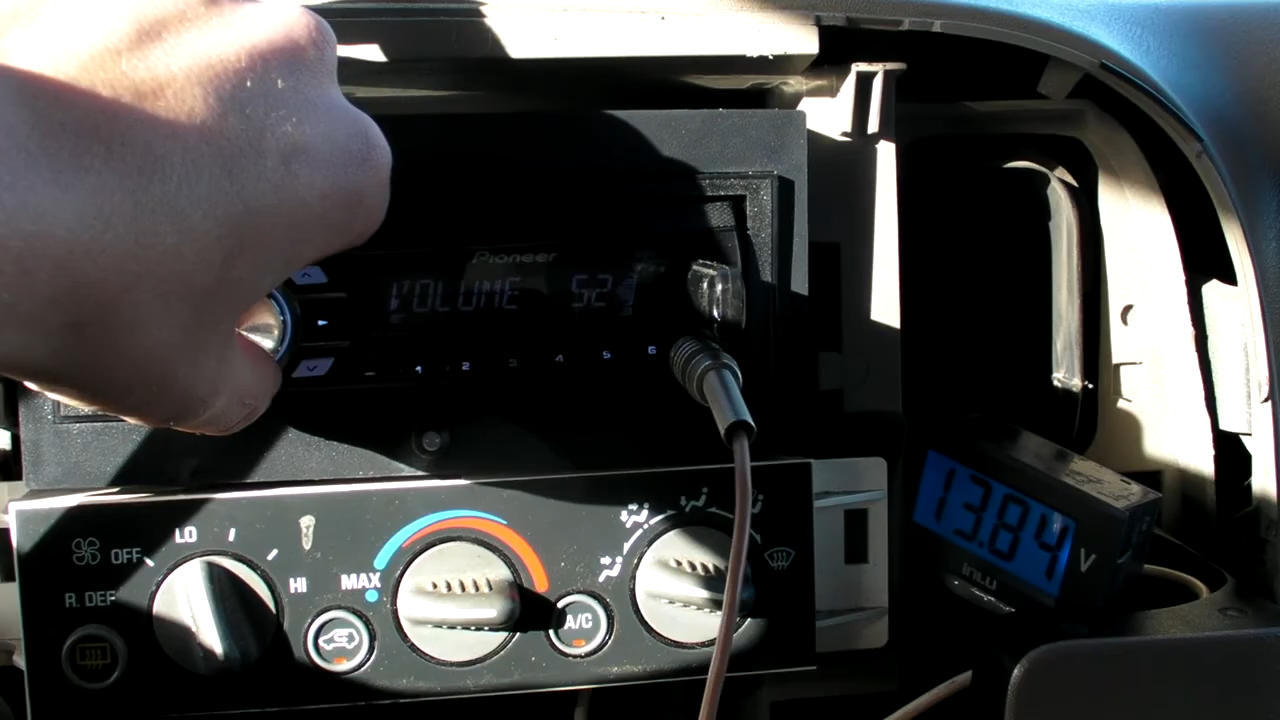 Pioneer
VOLUME 52
1 2 3 4 5 6
13.84 V
LO
OFF
HI
MAX
R. DEF
A/C